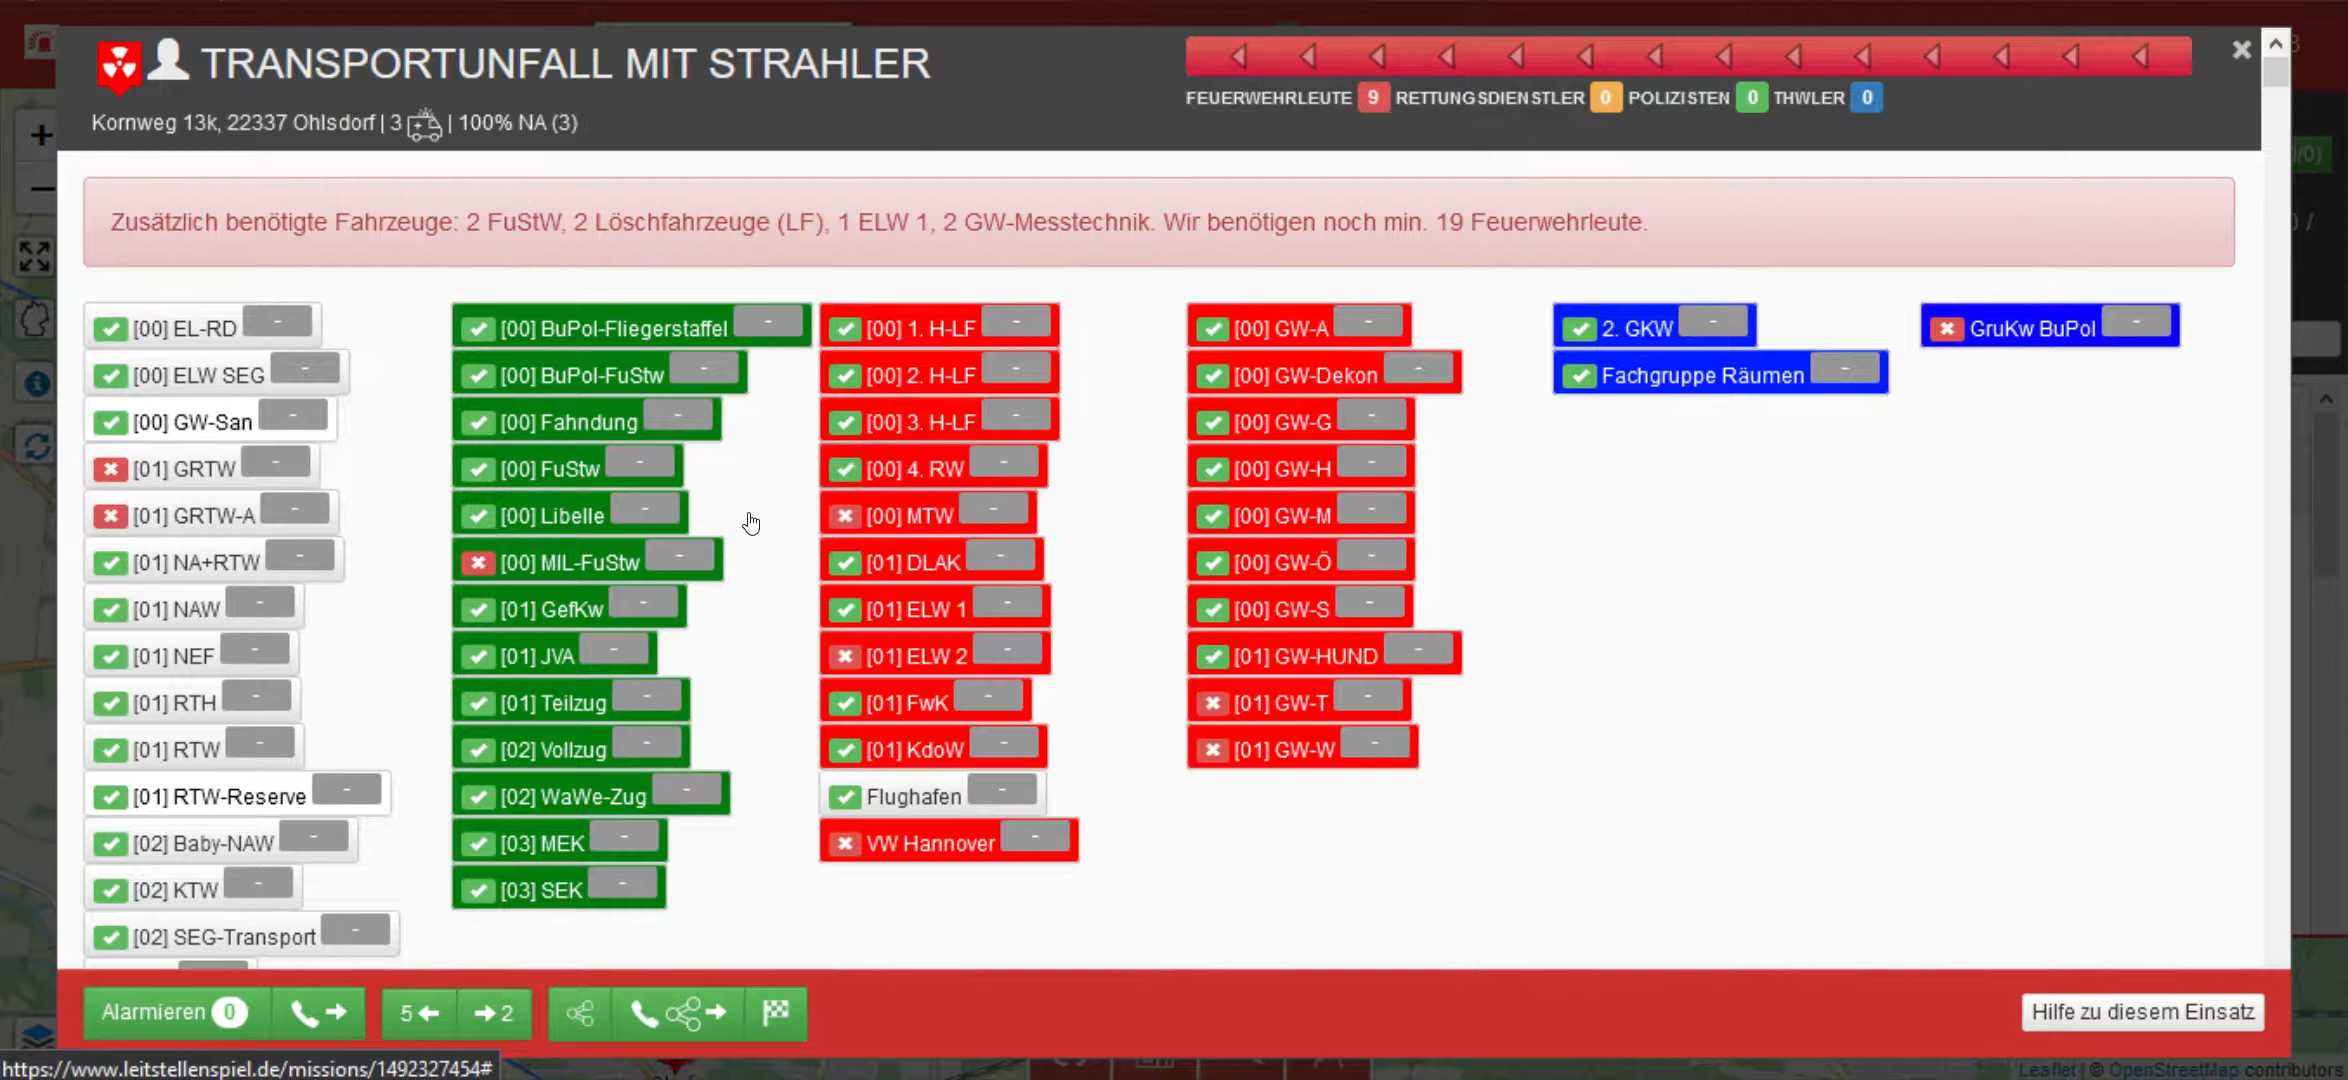 TRANSPORTUNFALL MIT STRAHLER
Kornweg 13k, 22337 Ohlsdorf | 3 | 100% NA (3)
FEUERWEHRLEUTE 9 RETTUNGSDIENSTLER 0 POLIZISTEN 0 THWLER 0
Zusätzlich benötigte Fahrzeuge: 2 FuStW, 2 Löschfahrzeuge (LF), 1 ELW 1, 2 GW-Messtechnik. Wir benötigen noch min. 19 Feuerwehrleute.
[00] EL-RD -
[00] ELW SEG -
[00] GW-San -
[01] GRTW -
[01] GRTW-A -
[01] NA+RTW -
[01] NAW -
[01] NEF -
[01] RTH -
[01] RTW -
[01] RTW-Reserve -
[02] Baby-NAW -
[02] KTW -
[02] SEG-Transport -
[00] BuPol-Fliegerstaffel -
[00] BuPol-FuStw -
[00] Fahndung -
[00] FuStw -
[00] Libelle -
[00] MIL-FuStw -
[01] GefKw -
[01] JVA -
[01] Teilzug -
[02] Vollzug -
[02] WaWe-Zug -
[03] MEK -
[03] SEK -
[00] 1. H-LF -
[00] 2. H-LF -
[00] 3. H-LF -
[00] 4. RW -
[00] MTW -
[01] DLAK -
[01] ELW 1 -
[01] ELW 2 -
[01] FwK -
[01] KdoW -
Flughafen -
VW Hannover -
[00] GW-A -
[00] GW-Dekon -
[00] GW-G -
[00] GW-H -
[00] GW-M -
[00] GW-Ö -
[00] GW-S -
[01] GW-HUND -
[01] GW-T -
[01] GW-W -
2. GKW -
Fachgruppe Räumen -
GruKw BuPol -
Alarmieren 0
5
2
Hilfe zu diesem Einsatz
https://www.leitstellenspiel.de/missions/1492327454#
Leaflet | © OpenStreetMap contributors